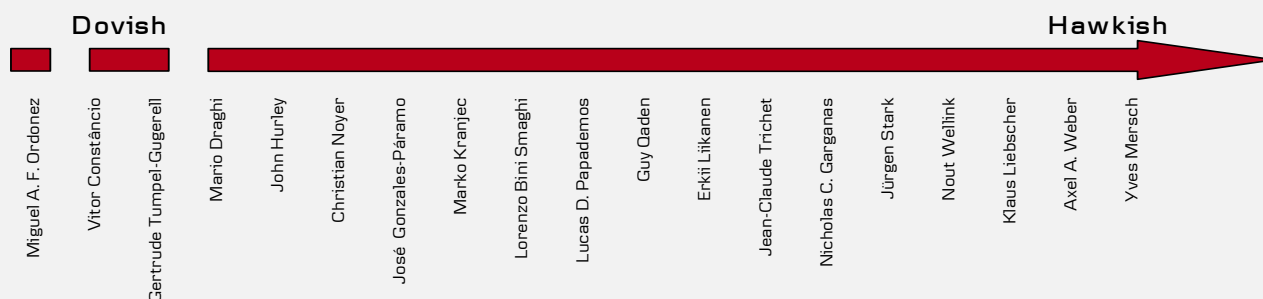 Dovish
Hawkish
Miguel A. F. Ordonez
Vitor Constâncio
Gertrude Tumpel-Gugerell
Mario Draghi
John Hurley
Christian Noyer
José Gonzales-Páramo
Marko Kranjec
Lorenzo Bini Smaghi
Lucas D. Papademos
Guy Qaden
Erkii Liikanen
Jean-Claude Trichet
Nicholas C. Garganas
Jürgen Stark
Nout Wellink
Klaus Liebscher
Axel A. Weber
Yves Mersch